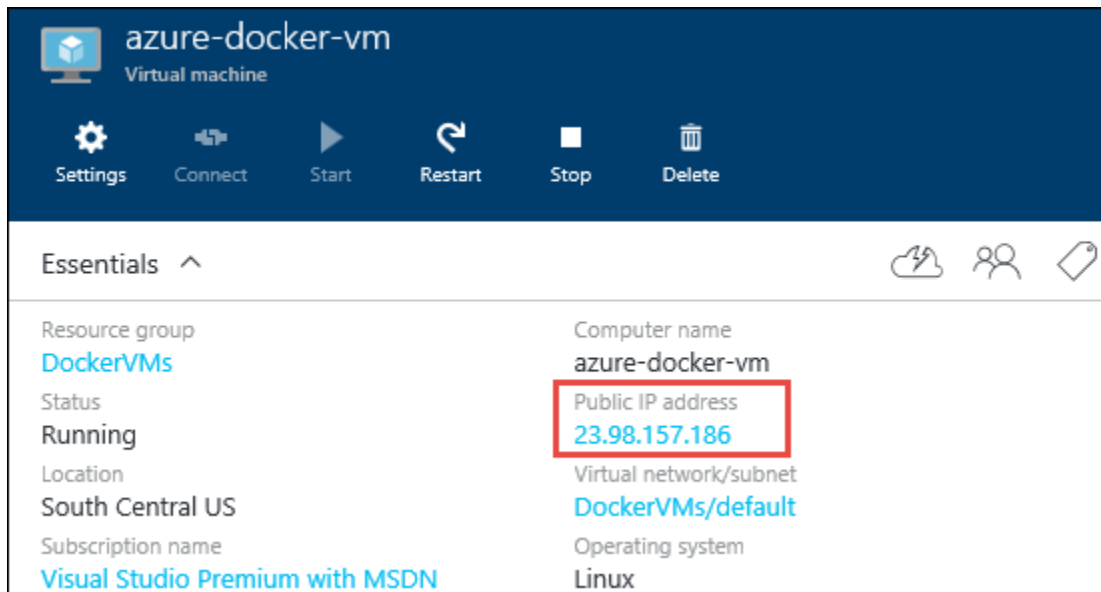 azure-docker-vm
Virtual machine
Settings Connect Start Restart Stop Delete
Essentials
Resource group
DockerVMs
Status
Running
Location
South Central US
Subscription name
Visual Studio Premium with MSDN
Computer name
azure-docker-vm
Public IP address
23.98.157.186
Virtual network/subnet
DockerVMs/default
Operating system
Linux